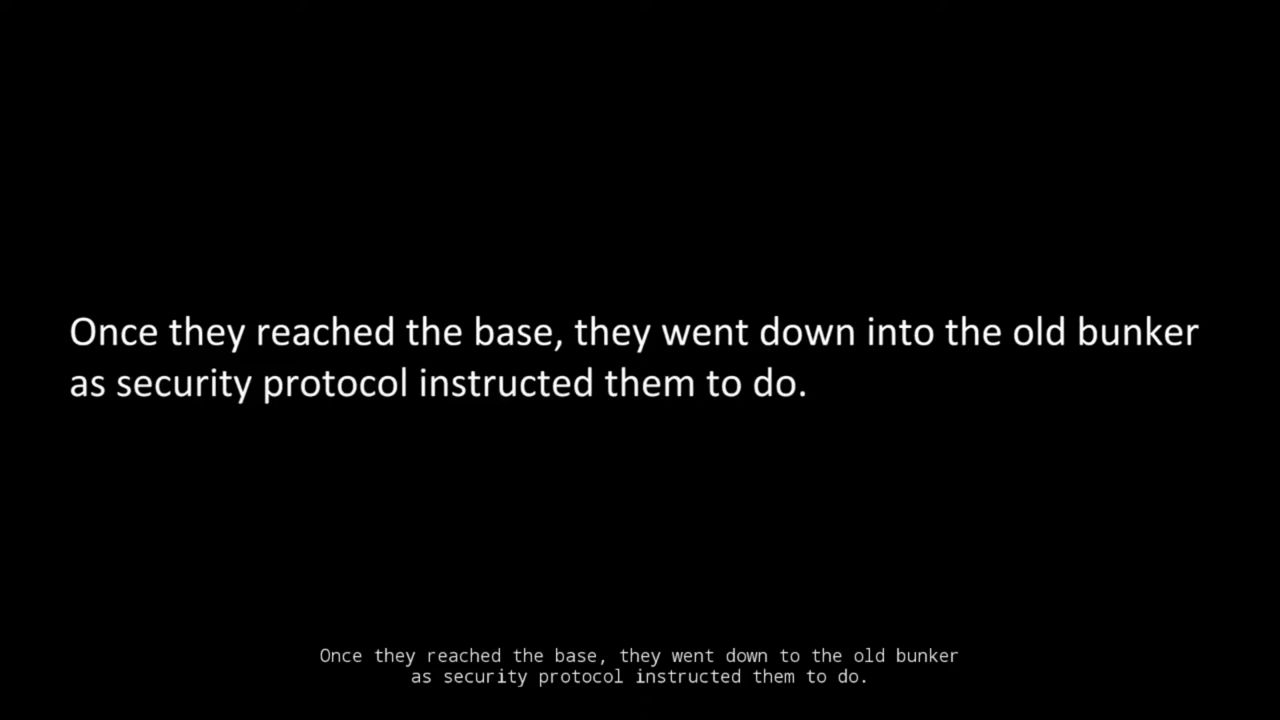 Once they reached the base, they went down into the old bunker
as security protocol instructed them to do.
Once they reached the base, they went down to the old bunker
as security protocol instructed them to do.